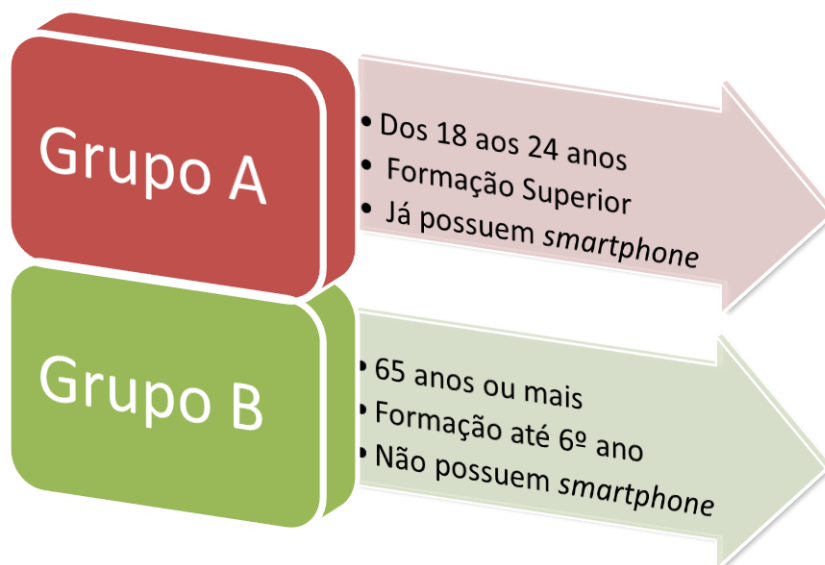 Grupo A
• Dos 18 aos 24 anos
• Formação Superior
• Já possuem smartphone
Grupo B
• 65 anos ou mais
• Formação até 6º ano
• Não possuem smartphone